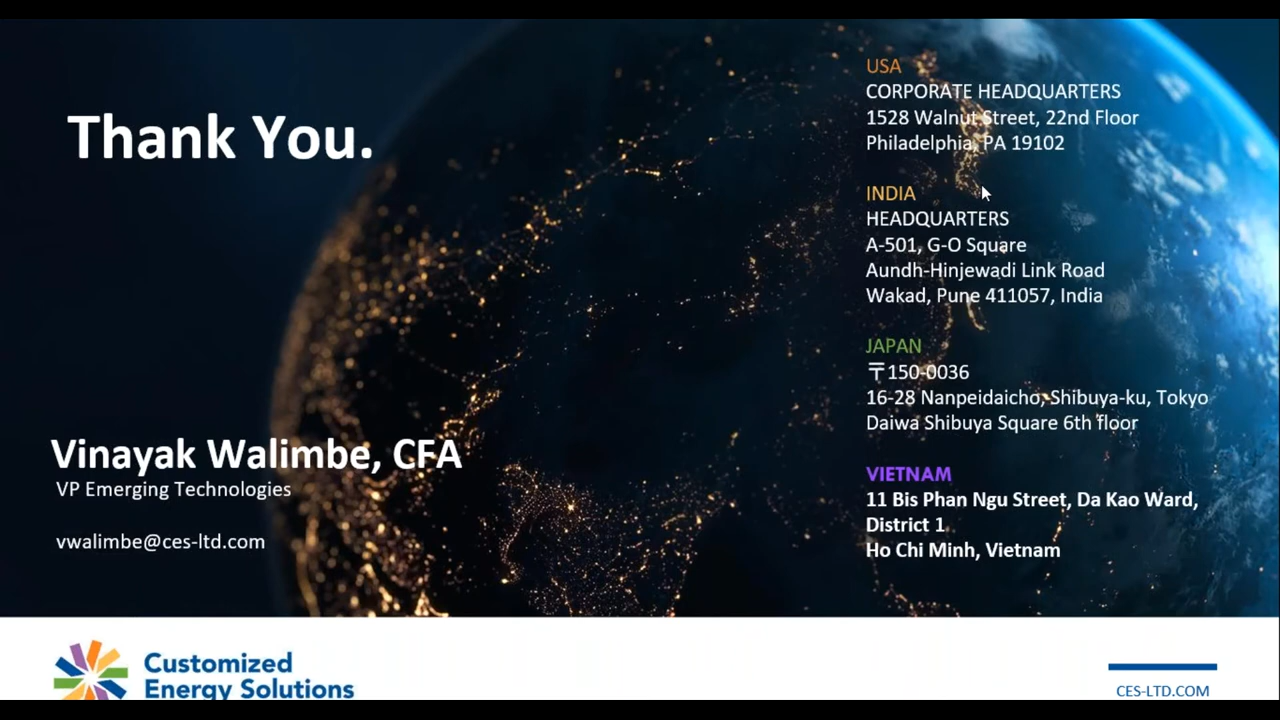 Thank You.
Vinayak Walimbe, CFA
VP Emerging Technologies
vwalimbe@ces-ltd.com
USA
CORPORATE HEADQUARTERS
1528 Walnut Street, 22nd Floor
Philadelphia, PA 19102
INDIA
HEADQUARTERS
A-501, G-O Square
Aundh-Hinjewadi Link Road
Wakad, Pune 411057, India
JAPAN
〒150-0036
16-28 Nanpeidaicho, Shibuya-ku, Tokyo
Daiwa Shibuya Square 6th floor
VIETNAM
11 Bis Phan Ngu Street, Da Kao Ward,
District 1
Ho Chi Minh, Vietnam
Customized
Energy Solutions
CES-LTD.COM